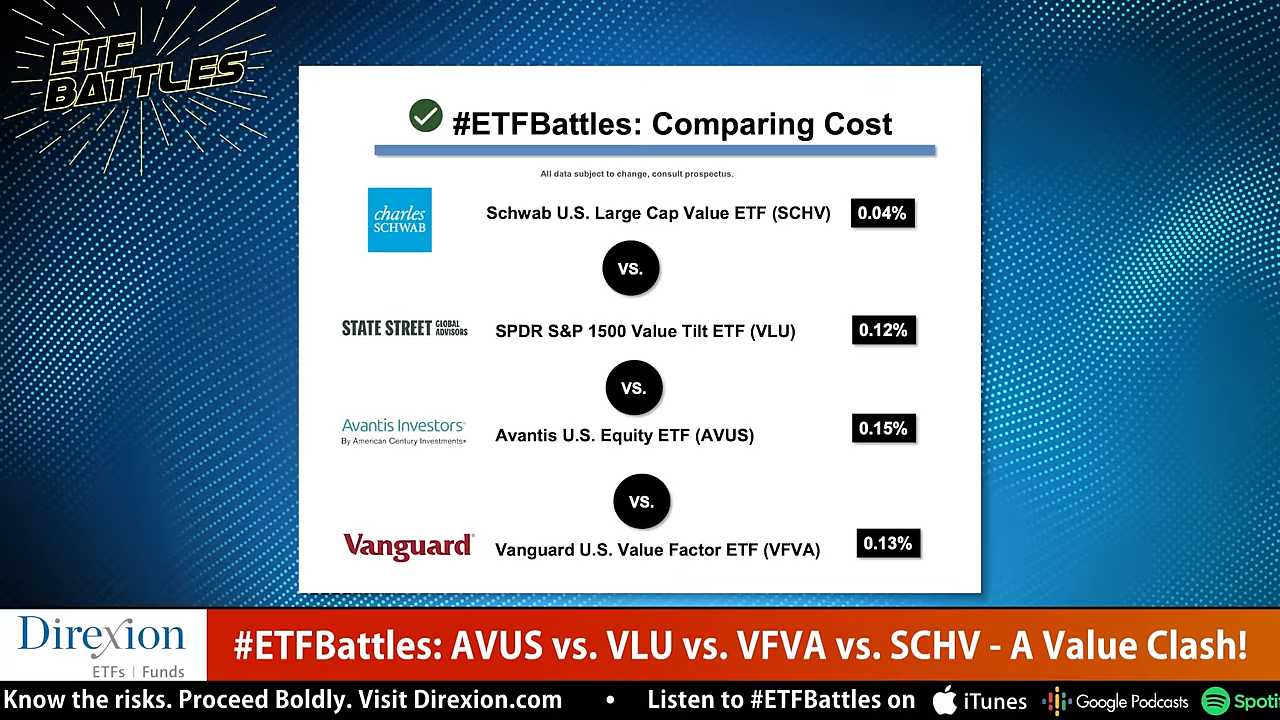 ETF
BATTLES
#ETFBattles: Comparing Cost
All data subject to change, consult prospectus.
charles
SCHWAB
Schwab U.S. Large Cap Value ETF (SCHV)
0.04%
VS.
STATE STREET GLOBAL ADVISORS
SPDR S&P 1500 Value Tilt ETF (VLU)
0.12%
VS.
Avantis Investors
By American Century Investments®
Avantis U.S. Equity ETF (AVUS)
0.15%
VS.
Vanguard
Vanguard U.S. Value Factor ETF (VFVA)
0.13%
Direxion
ETFs | Funds
#ETFBattles: AVUS vs. VLU vs. VFVA vs. SCHV - A Value Clash!
Know the risks. Proceed Boldly. Visit Direxion.com • Listen to #ETFBattles on iTunes Google Podcasts Spoti